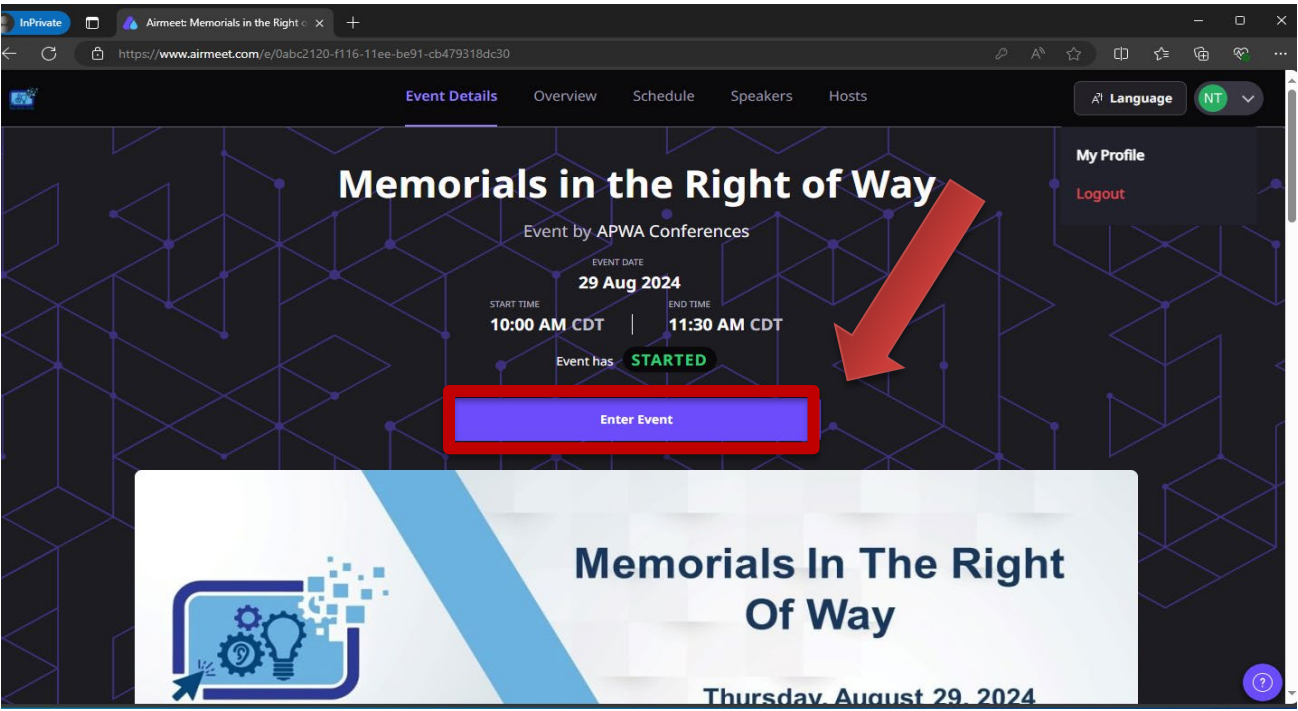 InPrivate
Airmeet: Memorials in the Right
https://www.airmeet.com/e/0abc2120-f116-11ee-be91-cb479318dc30
Event Details Overview Schedule Speakers Hosts
Language
NT
My Profile
Logout
Memorials in the Right of Way
Event by APWA Conferences
EVENT DATE
29 Aug 2024
START TIME END TIME
10:00 AM CDT 11:30 AM CDT
Event has STARTED
Enter Event
Memorials In The Right
Of Way
Thursday, August 29, 2024